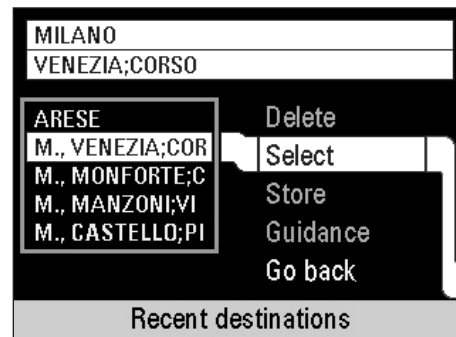 MILANO
VENEZIA;CORSO
ARESE
M., VENEZIA;COR
M., MONFORTE;C
M., MANZONI;VI
M., CASTELLO;PI
Delete
Select
Store
Guidance
Go back
Recent destinations